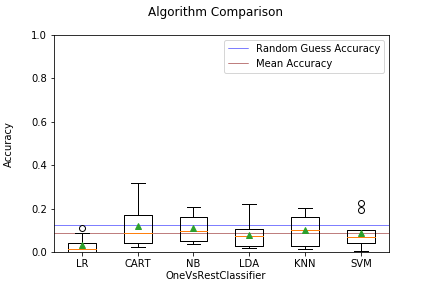 Algorithm Comparison
Random Guess Accuracy
Mean Accuracy
1.0
0.8
0.6
0.4
0.2
0.0
Accuracy
LR CART NB LDA KNN SVM
OneVsRestClassifier